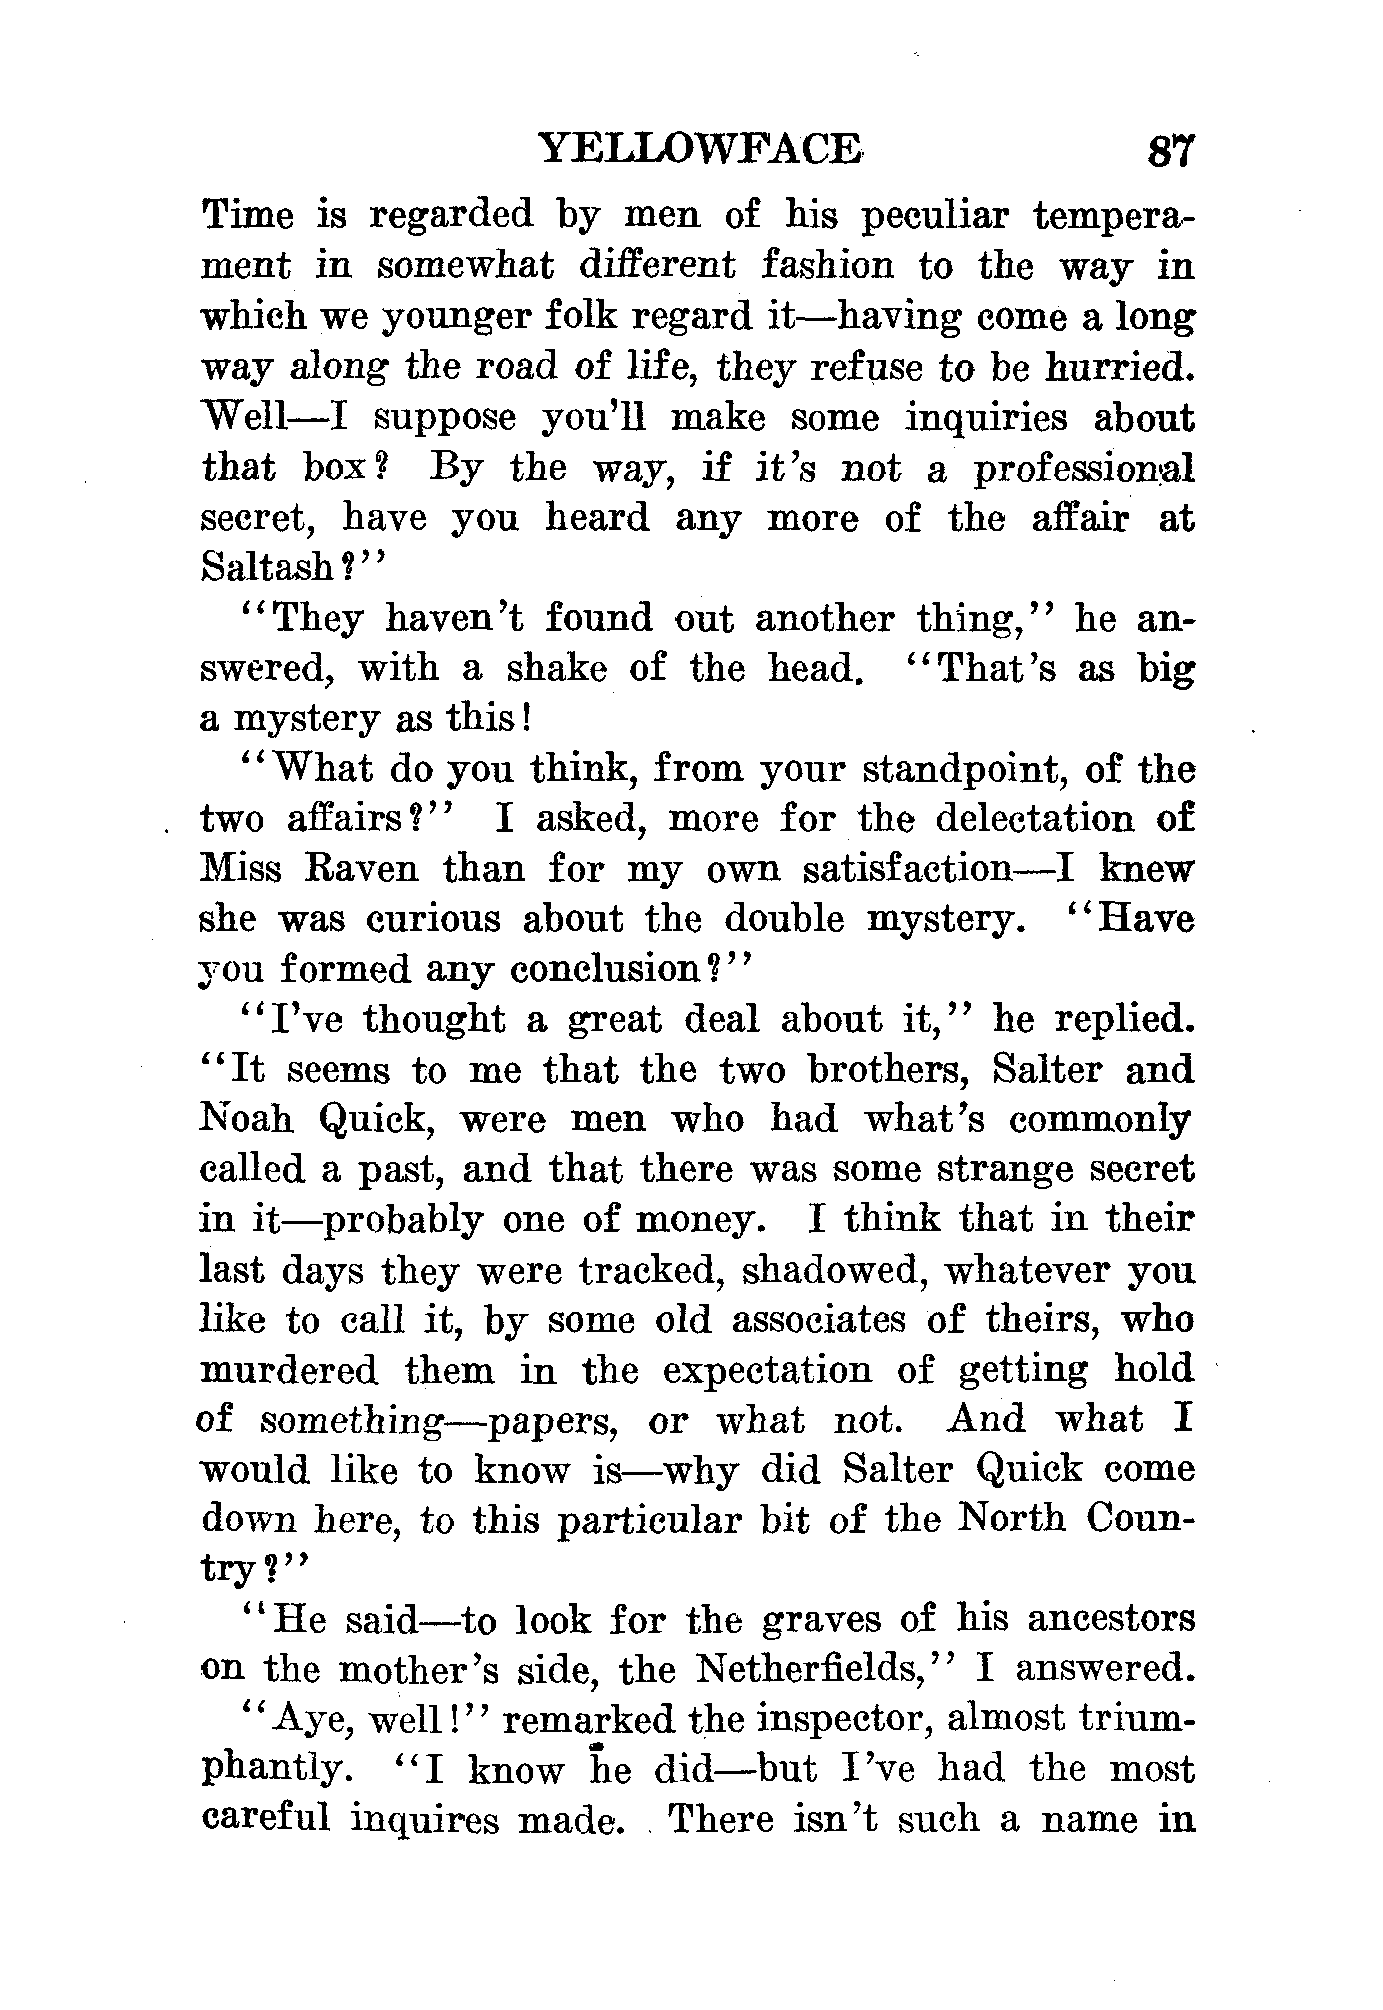 YELLOWFACE 87
Time is regarded by men of his peculiar tempera-
ment in somewhat different fashion to the way in
which we younger folk regard it—having come a long
way along the road of life, they refuse to be hurried.
Well—I suppose you'll make some inquiries about
that box? By the way, if it's not a professional
secret, have you heard any more of the affair at
Saltash?"
"They haven't found out another thing," he an-
swered, with a shake of the head. "That's as big
a mystery as this!
"What do you think, from your standpoint, of the
two affairs?" I asked, more for the delectation of
Miss Raven than for my own satisfaction—I knew
she was curious about the double mystery. "Have
you formed any conclusion?"
"I've thought a great deal about it," he replied.
"It seems to me that the two brothers, Salter and
Noah Quick, were men who had what's commonly
called a past, and that there was some strange secret
in it—probably one of money. I think that in their
last days they were tracked, shadowed, whatever you
like to call it, by some old associates of theirs, who
murdered them in the expectation of getting hold
of something—papers, or what not. And what I
would like to know is—why did Salter Quick come
down here, to this particular bit of the North Coun-
try?"
"He said—to look for the graves of his ancestors
on the mother's side, the Netherfields," I answered.
"Aye, well!" remarked the inspector, almost trium-
phantly. "I know he did—but I've had the most
careful inquires made. There isn't such a name in